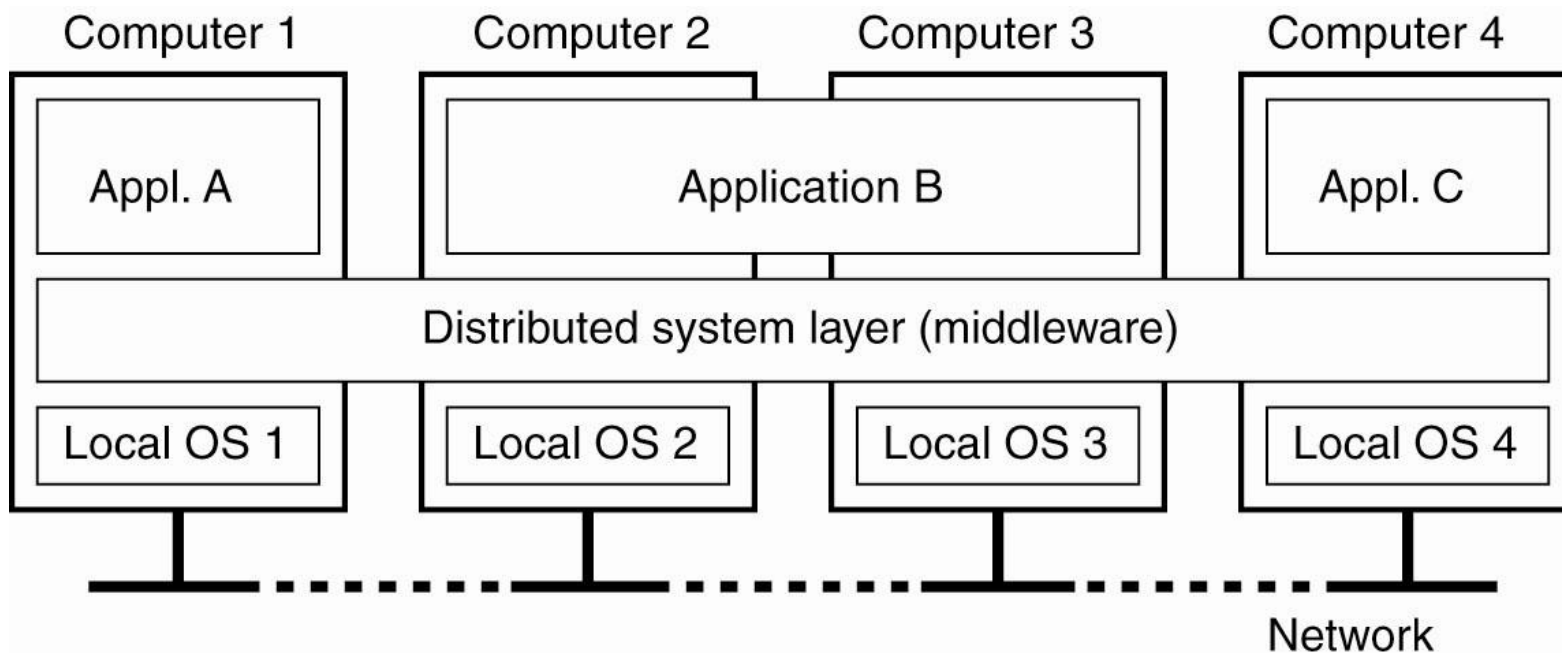 Computer 1
Computer 2
Computer 3
Computer 4
Appl. A
Application B
Appl. C
Distributed system layer (middleware)
Local OS 1
Local OS 2
Local OS 3
Local OS 4
Network